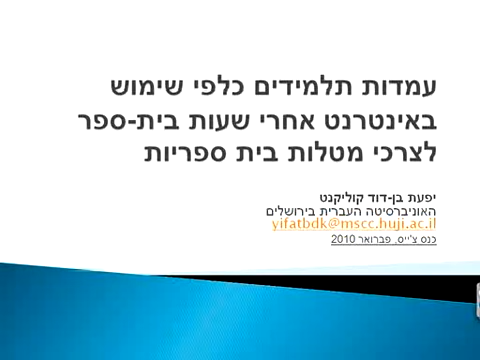 עמדות תלמידים כלפי שימוש
באינטרנט אחרי שעות בית-ספר
לצרכי מטלות בית ספריות
יפעת בן-דוד קוליקנט
האוניברסיטה העברית בירושלים
yifatbdk@mscc.huji.ac.il
כנס צ'ייס, פברואר 2010